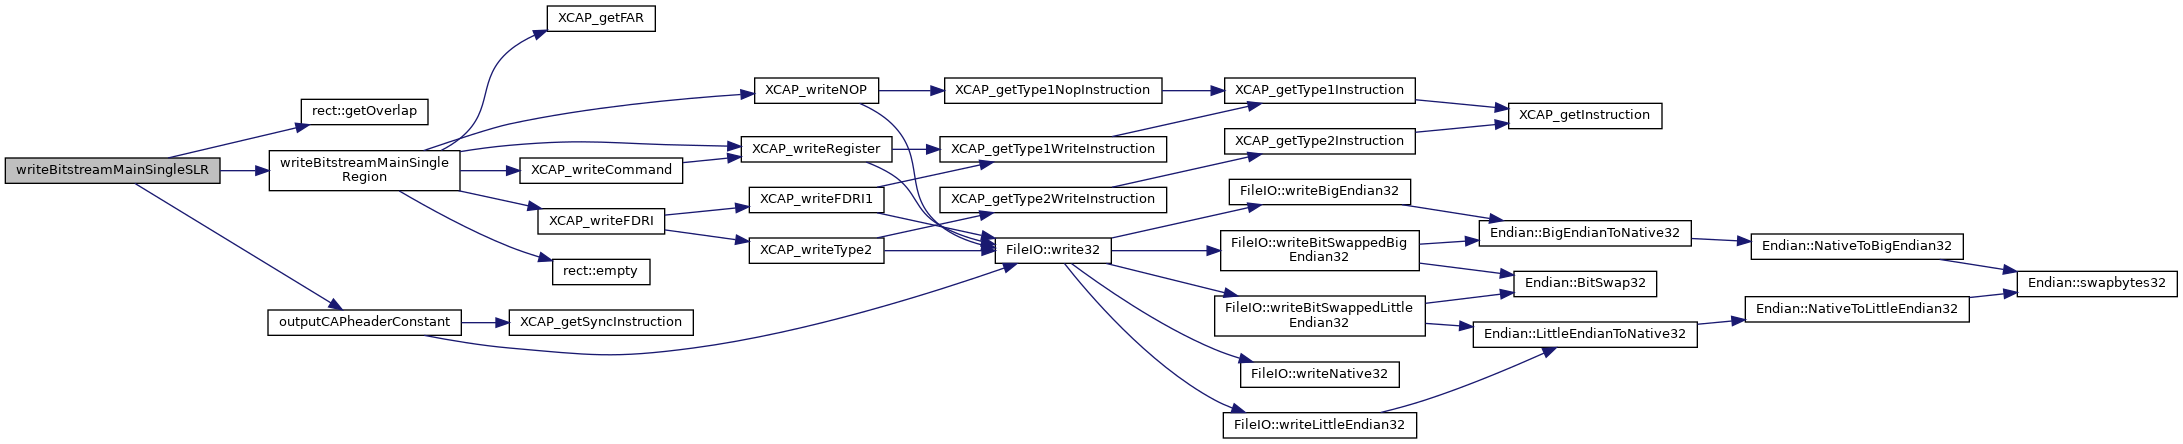 writeBitstreamMainSingleSLR
rect::getOverlap
writeBitstreamMainSingle
Region
outputCAPheaderConstant
XCAP_getFAR
XCAP_writeCommand
XCAP_writeFDRI
rect::empty
XCAP_getSyncInstruction
XCAP_writeNOP
XCAP_writeRegister
XCAP_writeFDRI1
XCAP_writeType2
XCAP_getType1NopInstruction
XCAP_getType1WriteInstruction
XCAP_getType2WriteInstruction
FileIO::write32
XCAP_getType1Instruction
XCAP_getType2Instruction
FileIO::writeBigEndian32
FileIO::writeBitSwappedBig
Endian32
FileIO::writeBitSwappedLittle
Endian32
FileIO::writeNative32
FileIO::writeLittleEndian32
XCAP_getInstruction
Endian::BigEndianToNative32
Endian::BitSwap32
Endian::LittleEndianToNative32
Endian::NativeToBigEndian32
Endian::NativeToLittleEndian32
Endian::swapbytes32